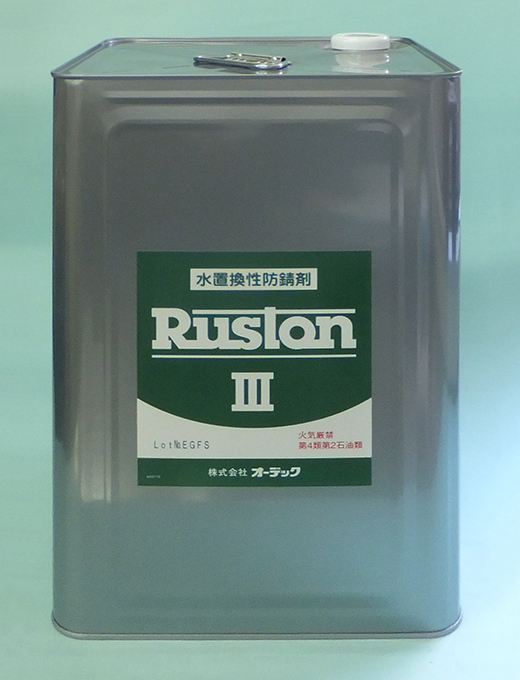 水置換性防錆剤
Ruston
III
Lot№EGFS
火気厳禁
第4類第2石油類
株式会社 オーデック